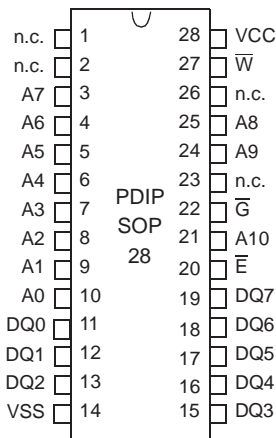 n.c. 1 28 VCC
n.c. 2 27 W̅
A7 3 26 n.c.
A6 4 25 A8
A5 5 24 A9
A4 6 23 n.c.
A3 7 PDIP 22 G̅
A2 8 SOP 21 A10
A1 9 28 20 E̅
A0 10 19 DQ7
DQ0 11 18 DQ6
DQ1 12 17 DQ5
DQ2 13 16 DQ4
VSS 14 15 DQ3